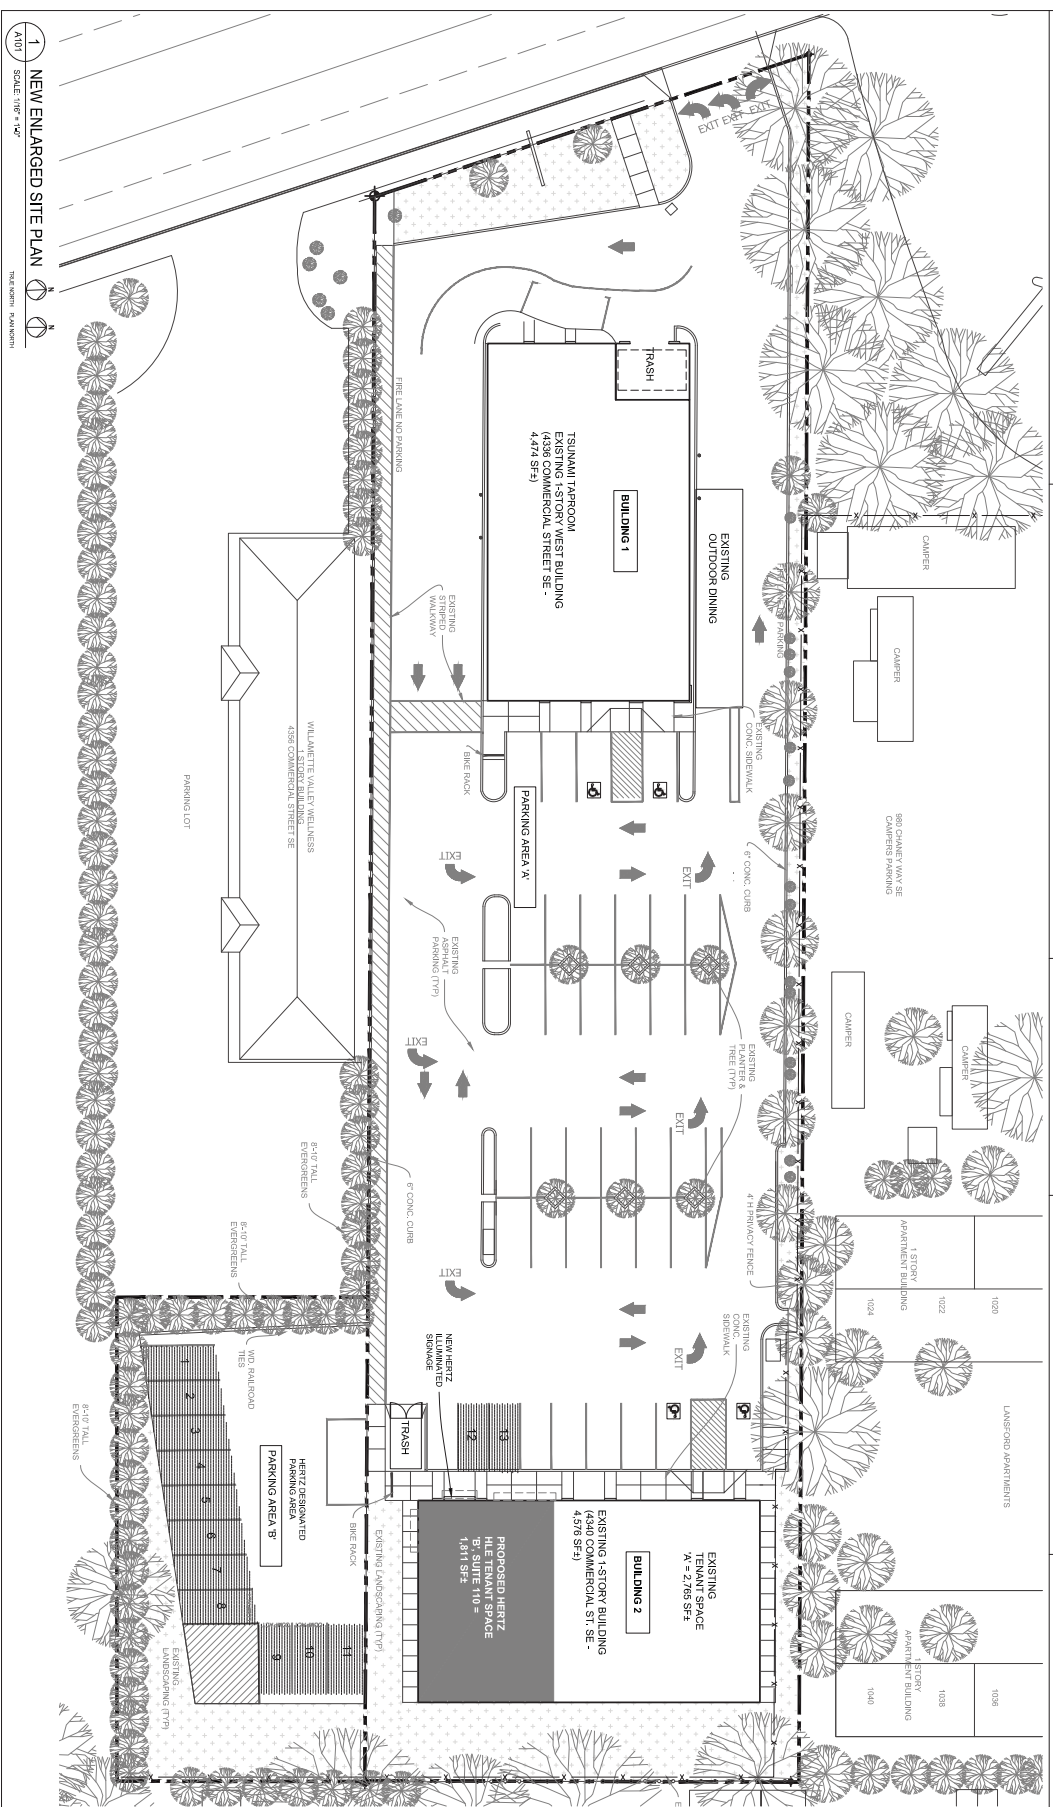 1
A101
NEW ENLARGED SITE PLAN
SCALE: 1/16" = 1'-0"
N
N
TRUE NORTH
PLAN NORTH
EXIT
EXIT
EXIT
TRASH
FIRE LANE NO PARKING
TSUNAMI TAPROOM
EXISTING 1-STORY WEST BUILDING
(4336 COMMERCIAL STREET SE -
4,474 SF±)
BUILDING 1
EXISTING
OUTDOOR DINING
PARKING
CAMPER
CAMPER
980 CHANEY WAY SE
CAMPERS PARKING
EXISTING
STRIPED
WALKWAY
EXISTING
CONC. SIDEWALK
BIKE RACK
PARKING AREA 'A'
WILLAMETTE VALLEY WELLNESS
1 STORY BUILDING
4356 COMMERCIAL STREET SE
PARKING LOT
EXIT
EXIT
6" CONC. CURB
EXISTING
ASPHALT
PARKING (TYP)
EXISTING
PLANTER &
TREE (TYP)
CAMPER
CAMPER
EXIT
EXIT
6" CONC. CURB
8'-10' TALL
EVERGREENS
8'-10' TALL
EVERGREENS
4' H PRIVACY FENCE
1 STORY
APARTMENT BUILDING
1024
1022
1020
EXIT
EXIT
EXISTING
CONC.
SIDEWALK
NEW HERTZ
ILLUMINATED
SIGNAGE
WD. RAILROAD
TIES
8'-10' TALL
EVERGREENS
LANSFORD APARTMENTS
TRASH
12
13
1
2
3
4
5
6
7
8
9
10
11
HERTZ DESIGNATED
PARKING AREA
PARKING AREA 'B'
BIKE RACK
EXISTING LANDSCAPING (TYP)
EXISTING
LANDSCAPING (TYP)
PROPOSED HERTZ
HLE TENANT SPACE
'B', SUITE 110 =
1,811 SF±
EXISTING 1-STORY BUILDING
(4340 COMMERCIAL ST. SE -
4,576 SF±)
BUILDING 2
EXISTING
TENANT SPACE
'A' = 2,765 SF±
1 STORY
APARTMENT BUILDING
1040
1038
1036